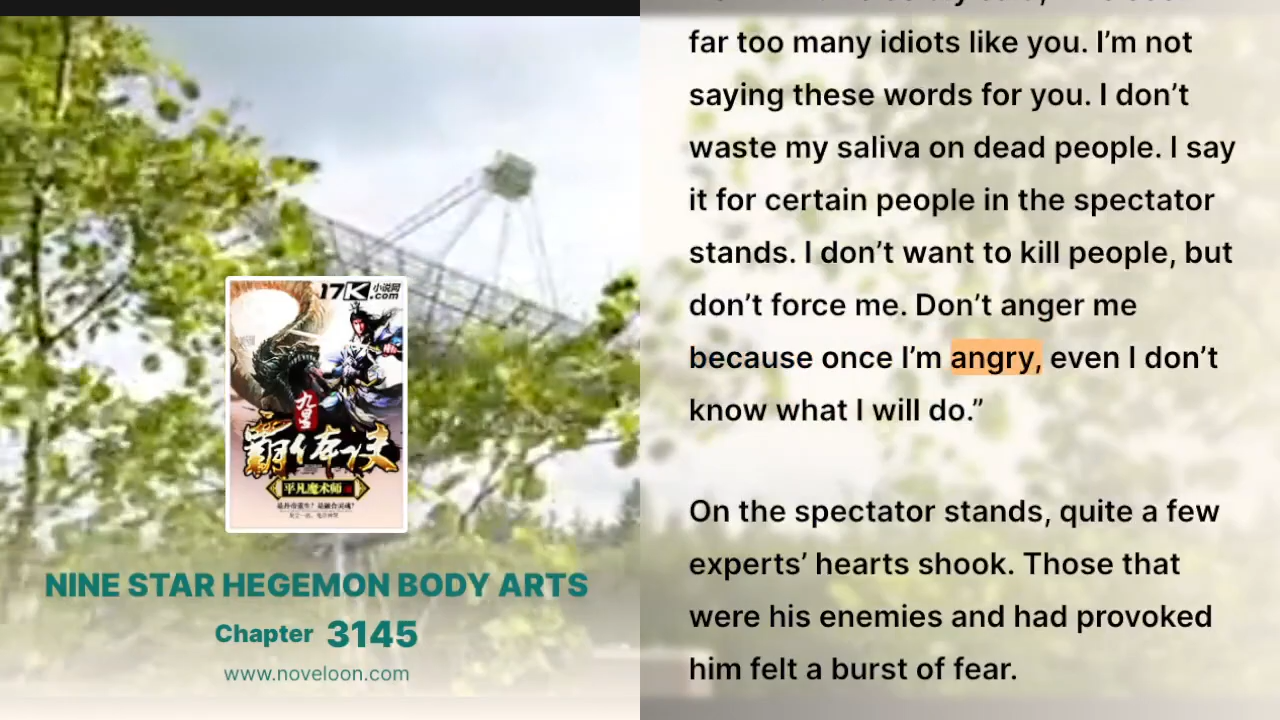 17K 小说网
.com
九星
霸体诀
平凡魔术师
NINE STAR HEGEMON BODY ARTS
Chapter 3145
www.noveloon.com
far too many idiots like you. I’m not
saying these words for you. I don’t
waste my saliva on dead people. I say
it for certain people in the spectator
stands. I don’t want to kill people, but
don’t force me. Don’t anger me
because once I’m angry, even I don’t
know what I will do.”
On the spectator stands, quite a few
experts’ hearts shook. Those that
were his enemies and had provoked
him felt a burst of fear.